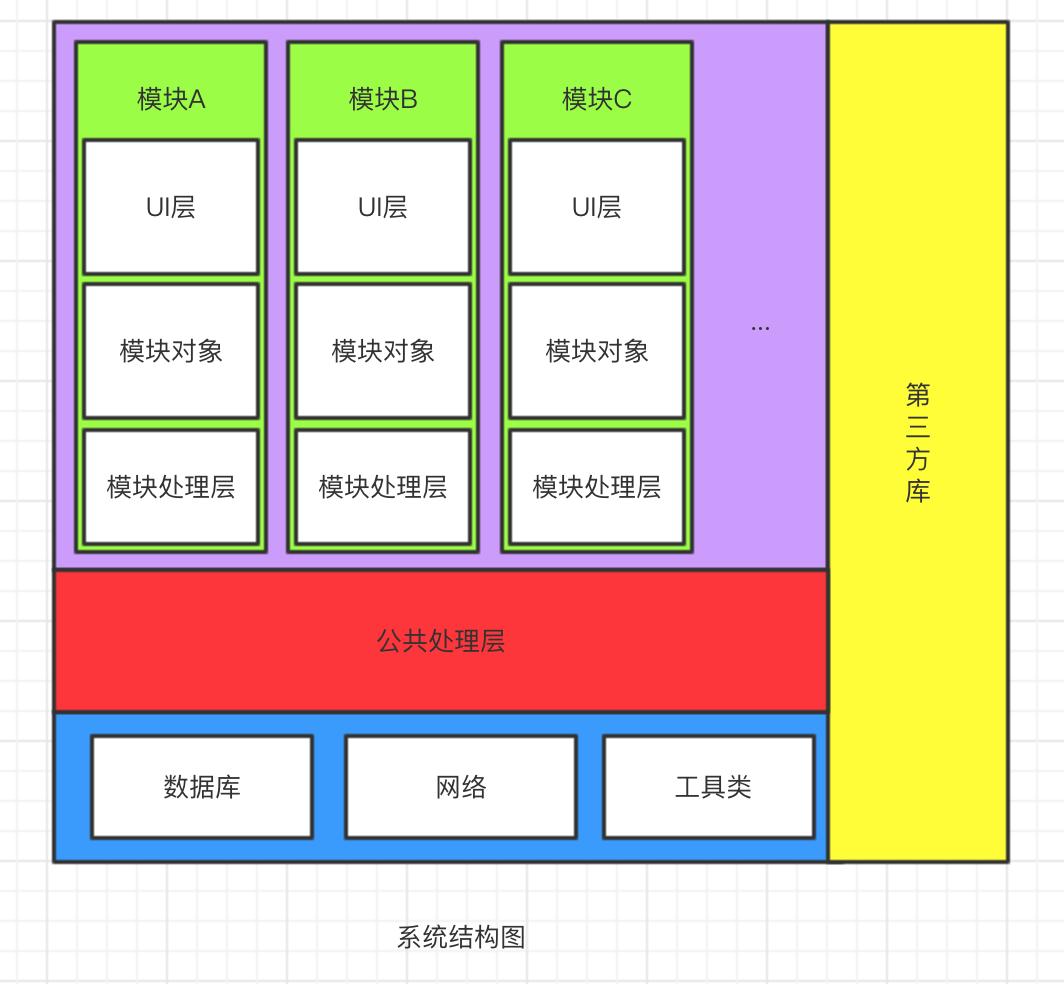 模块A
模块B
模块C
UI层
UI层
UI层
模块对象
模块对象
模块对象
模块处理层
模块处理层
模块处理层
...
第
三
方
库
公共处理层
数据库
网络
工具类
系统结构图